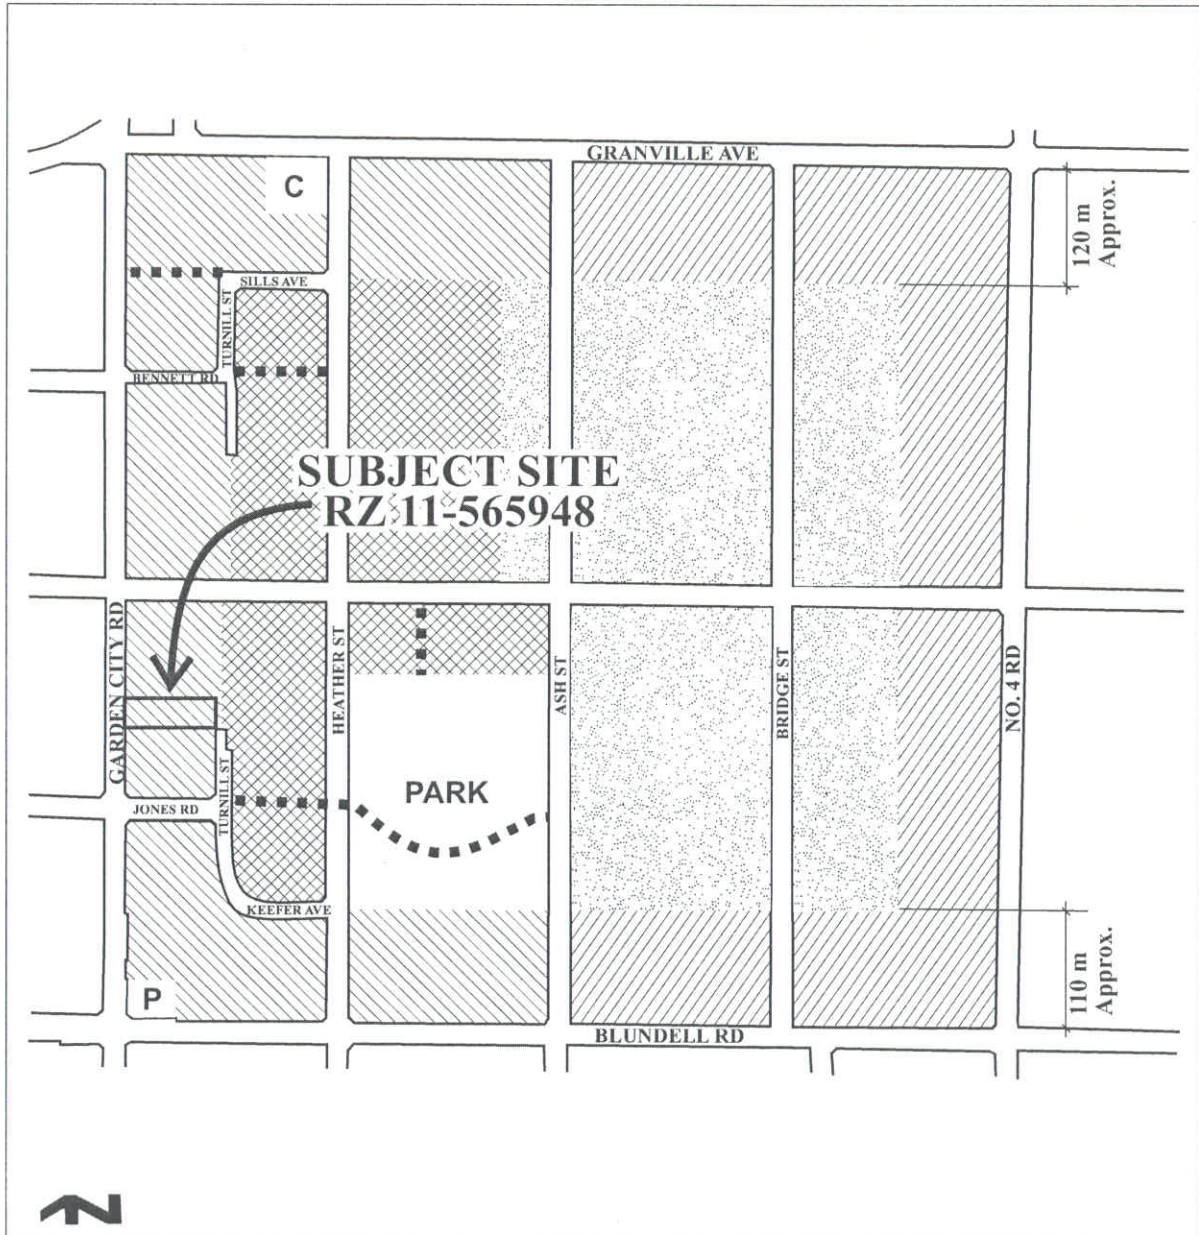 GRANVILLE AVE
C
120 m
Approx.
SILLS AVE
TURNILL ST
BENNETT RD
SUBJECT SITE
RZ 11-565948
GARDEN CITY RD
HEATHER ST
ASH ST
BRIDGE ST
NO. 4 RD
TURNILL ST
PARK
JONES RD
KEEFER AVE
P
110 m
Approx.
BLUNDELL RD
N